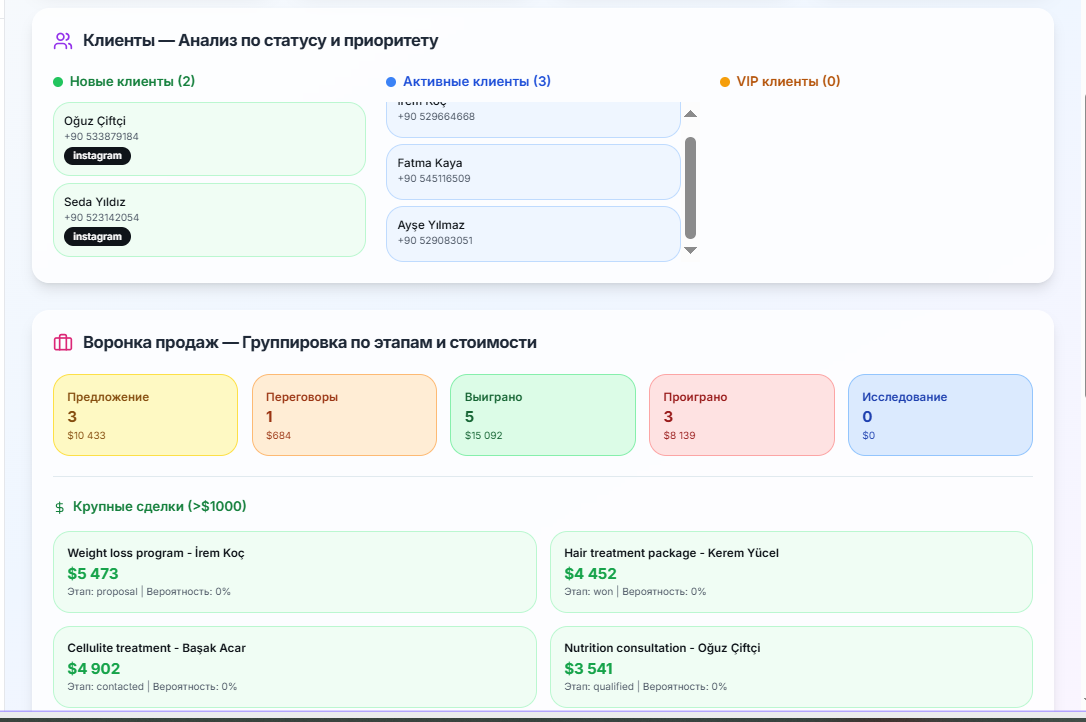 Клиенты — Анализ по статусу и приоритету
Новые клиенты (2)
Oğuz Çiftçi
+90 533879184
instagram
Seda Yıldız
+90 523142054
instagram
Активные клиенты (3)
İrem Koç
+90 529664668
Fatma Kaya
+90 545116509
Ayşe Yılmaz
+90 529083051
VIP клиенты (0)
Воронка продаж — Группировка по этапам и стоимости
Предложение
3
$10 433
Переговоры
1
$684
Выиграно
5
$15 092
Проиграно
3
$8 139
Исследование
0
$0
$ Крупные сделки (>$1000)
Weight loss program - İrem Koç
$5 473
Этап: proposal | Вероятность: 0%
Hair treatment package - Kerem Yücel
$4 452
Этап: won | Вероятность: 0%
Cellulite treatment - Başak Acar
$4 902
Этап: contacted | Вероятность: 0%
Nutrition consultation - Oğuz Çiftçi
$3 541
Этап: qualified | Вероятность: 0%